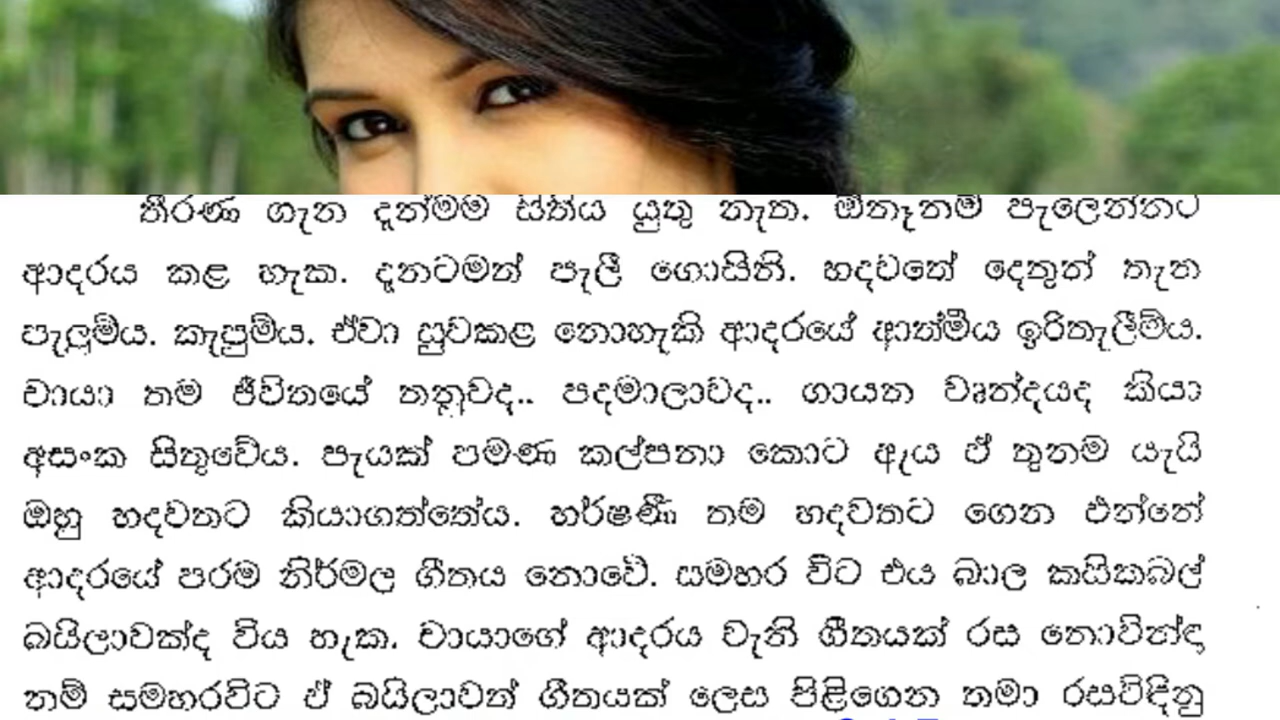 තීරණ ගැන දැන්මම සිතිය යුතු නැත. ඕනෑනම් පැලෙන්නට
ආදරය කළ හැක. දැනටමත් පැලී ගොසිනි. හදවතේ දෙතුන් තැන
පැලුම්ය. කැපුම්ය. ඒවා සුවකළ නොහැකි ආදරයේ ආත්මීය ඉරිතැලීම්ය.
චායා තම ජීවිතයේ තනුවද.. පදමාලාවද.. ගායන වෘන්දයද කියා
අසංක සිතුවේය. පැයක් පමණ කල්පනා කොට ඇය ඒ තුනම යැයි
ඔහු හදවතට කියාගත්තේය. හර්ෂණී තම හදවතට ගෙන එන්නේ
ආදරයේ පරම නිර්මල ගීතය නොවේ. සමහර විට එය බාල කයිකබල්
බයිලාවක්ද විය හැක. චායාගේ ආදරය වැනි ගීතයක් රස නොවින්ඳා
නම් සමහරවිට ඒ බයිලාවත් ගීතයක් ලෙස පිළිගෙන තමා රසවිඳිනු